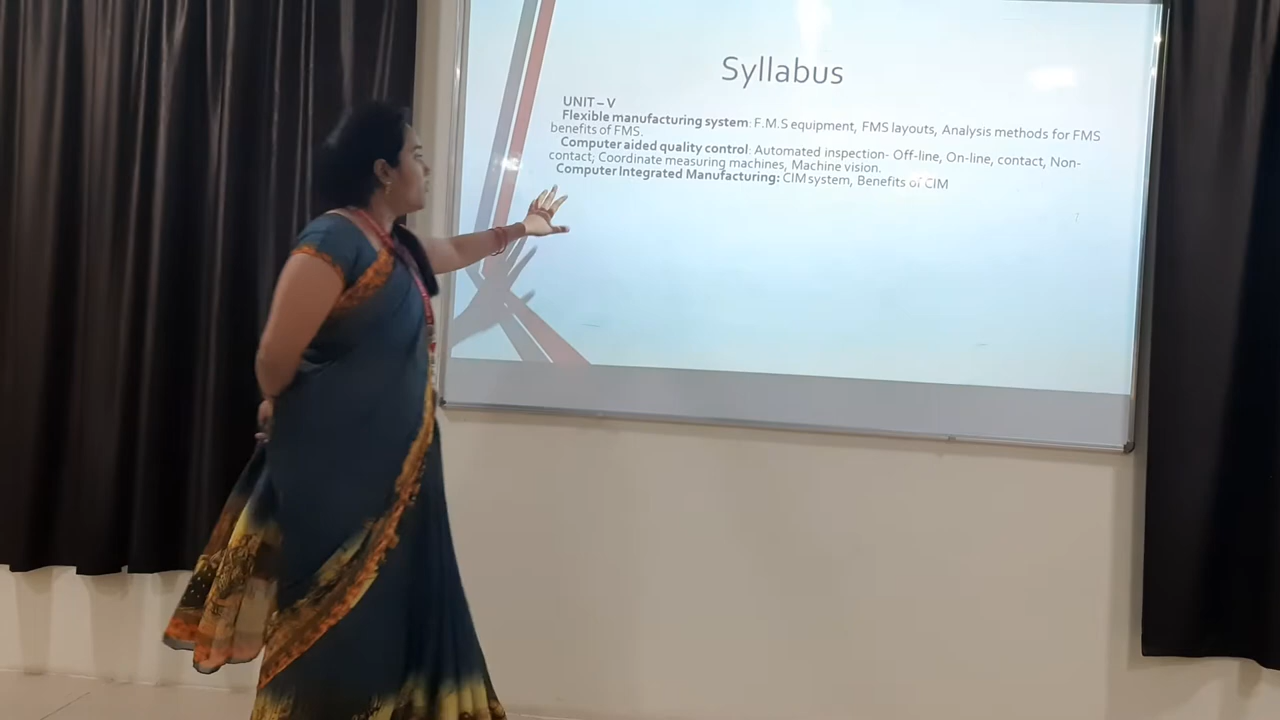 Syllabus
UNIT – V
Flexible manufacturing system: F.M.S equipment, FMS layouts, Analysis methods for FMS
benefits of FMS.
Computer aided quality control: Automated inspection- Off-line, On-line, contact, Non-
contact; Coordinate measuring machines, Machine vision.
Computer Integrated Manufacturing: CIM system, Benefits of CIM